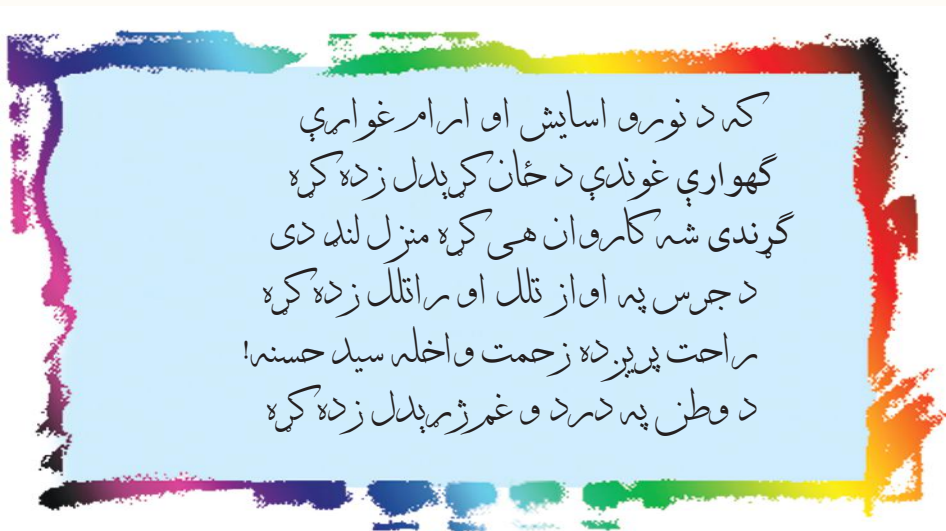 که د نورو اسایش او ارام غواړې
گهوارې غوندې د ځان کړېدل زده کړه
گړندی شه کاروان هی کړه منزل لنډ دی
د جرس په اواز تلل او راتلل زده کړه
راحت پرېږده زحمت واخله سید حسنه!
د وطن په درد و غم ژړېدل زده کړه